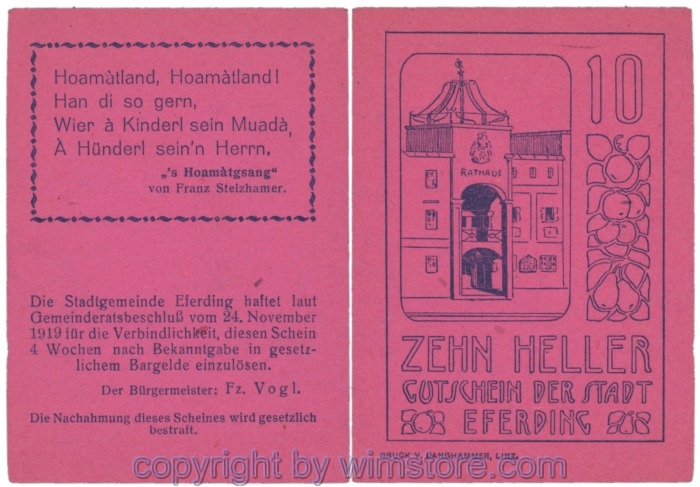 Hoamàtland, Hoamàtland!
Han di so gern,
Wier à Kinderl sein Muadà,
À Hünderl sein'n Herrn.
„'s Hoamàtgsang"
von Franz Stelzhamer.
Die Stadtgemeinde Eferding haftet laut
Gemeinderatsbeschluß vom 24. November
1919 für die Verbindlichkeit, diesen Schein
4 Wochen nach Bekanntgabe in gesetz-
lichem Bargelde einzulösen.
Der Bürgermeister: Fz. Vogl.
Die Nachahmung dieses Scheines wird gesetzlich
bestraft.
10
RATHAUS
ZEHN HELLER
GUTSCHEIN DER STADT
EFERDING
DRUCK V. LANGHAMMER, LINZ.
copyright by wimstore.com